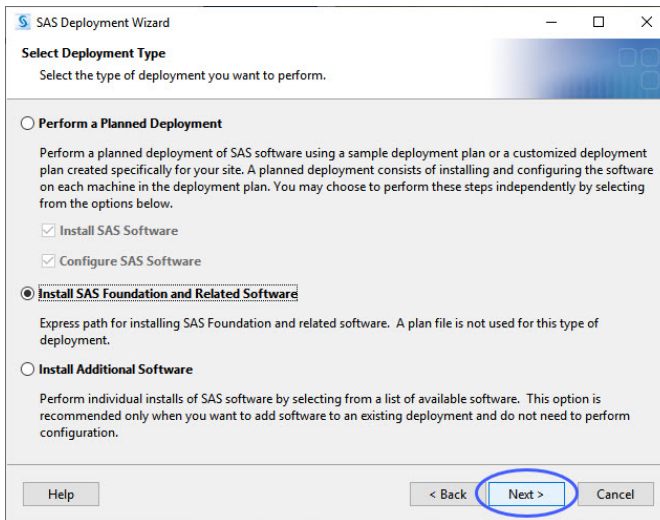 SAS Deployment Wizard
Select Deployment Type
Select the type of deployment you want to perform.
Perform a Planned Deployment
Perform a planned deployment of SAS software using a sample deployment plan or a customized deployment
plan created specifically for your site. A planned deployment consists of installing and configuring the software
on each machine in the deployment plan. You may choose to perform these steps independently by selecting
from the options below.
Install SAS Software
Configure SAS Software
Install SAS Foundation and Related Software
Express path for installing SAS Foundation and related software. A plan file is not used for this type of
deployment.
Install Additional Software
Perform individual installs of SAS software by selecting from a list of available software. This option is
recommended only when you want to add software to an existing deployment and do not need to perform
configuration.
Help < Back Next > Cancel